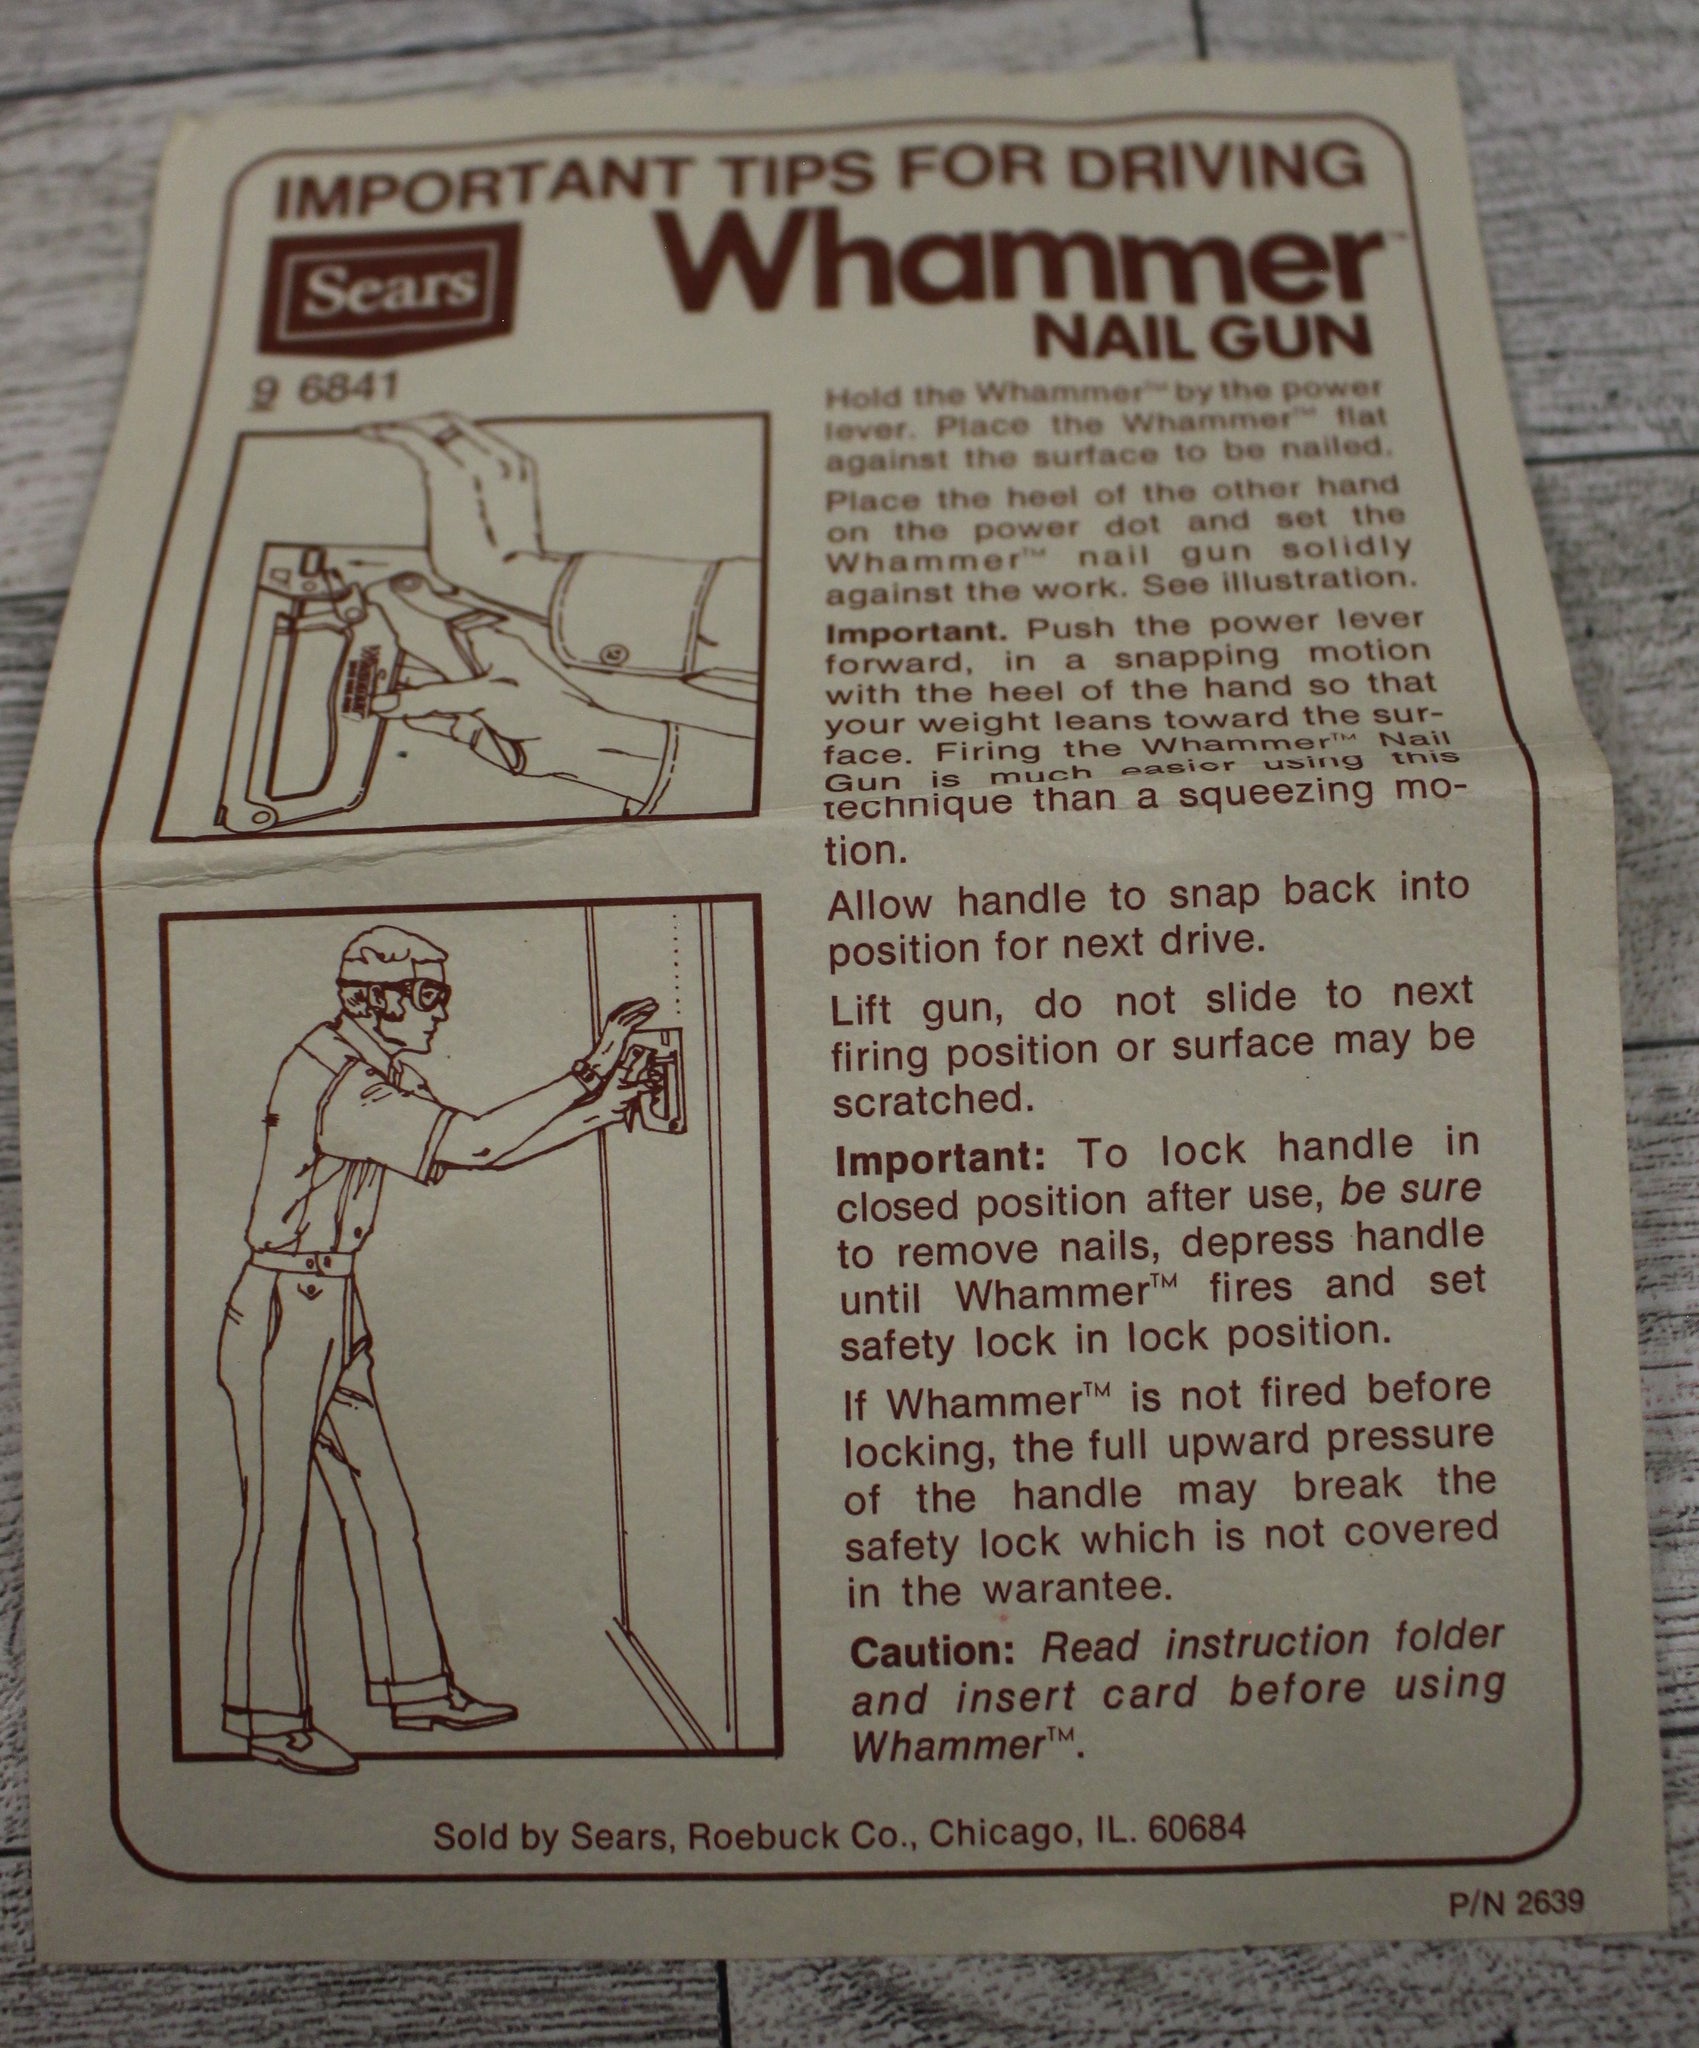 IMPORTANT TIPS FOR DRIVING
Sears
Whammer™
NAIL GUN
9 6841
Hold the Whammer™ by the power
lever. Place the Whammer™ flat
against the surface to be nailed.
Place the heel of the other hand
on the power dot and set the
Whammer™ nail gun solidly
against the work. See illustration.
Important. Push the power lever
forward, in a snapping motion
with the heel of the hand so that
your weight leans toward the sur-
face. Firing the Whammer™ Nail
Gun is much easier using this
technique than a squeezing mo-
tion.
Allow handle to snap back into
position for next drive.
Lift gun, do not slide to next
firing position or surface may be
scratched.
Important: To lock handle in
closed position after use, be sure
to remove nails, depress handle
until Whammer™ fires and set
safety lock in lock position.
If Whammer™ is not fired before
locking, the full upward pressure
of the handle may break the
safety lock which is not covered
in the warantee.
Caution: Read instruction folder
and insert card before using
Whammer™.
Sold by Sears, Roebuck Co., Chicago, IL. 60684
P/N 2639